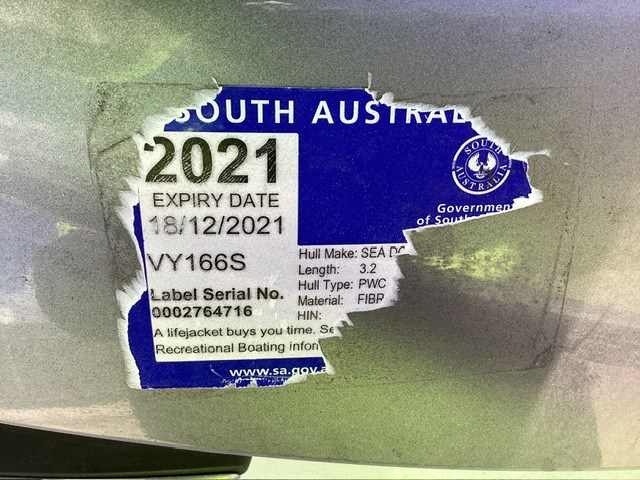 SOUTH AUSTRAL
2021
EXPIRY DATE
18/12/2021
VY166S
Label Serial No.
0002764716
SOUTH AUSTRALIA
Governmen
of South
Hull Make: SEA DO
Length: 3.2
Hull Type: PWC
Material: FIBR
HIN:
A lifejacket buys you time. Se
Recreational Boating infor
www.sa.gov.a